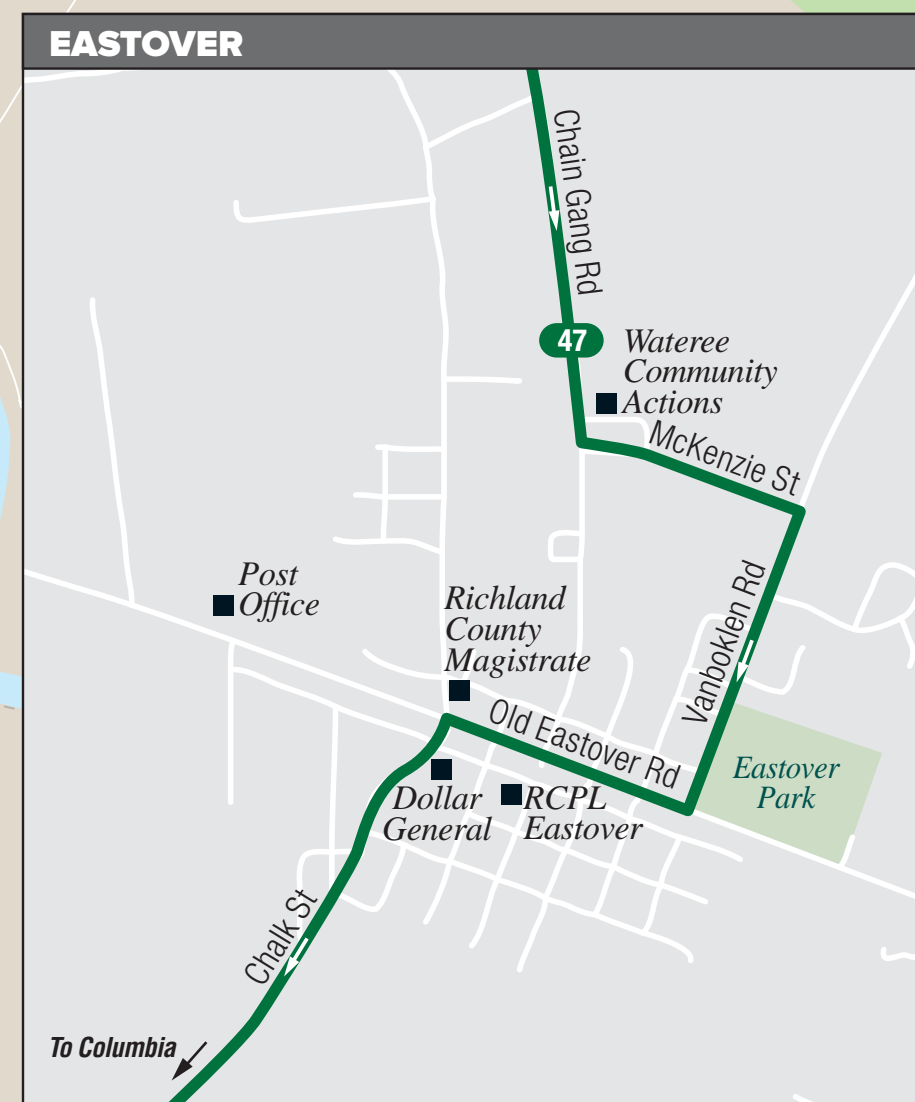 EASTOVER
Chain Gang Rd
47
Wateree
Community
Actions
McKenzie St
Post
Office
Richland
County
Magistrate
Vanboklen Rd
Old Eastover Rd
Eastover
Park
Dollar
General
RCPL
Eastover
Chalk St
To Columbia